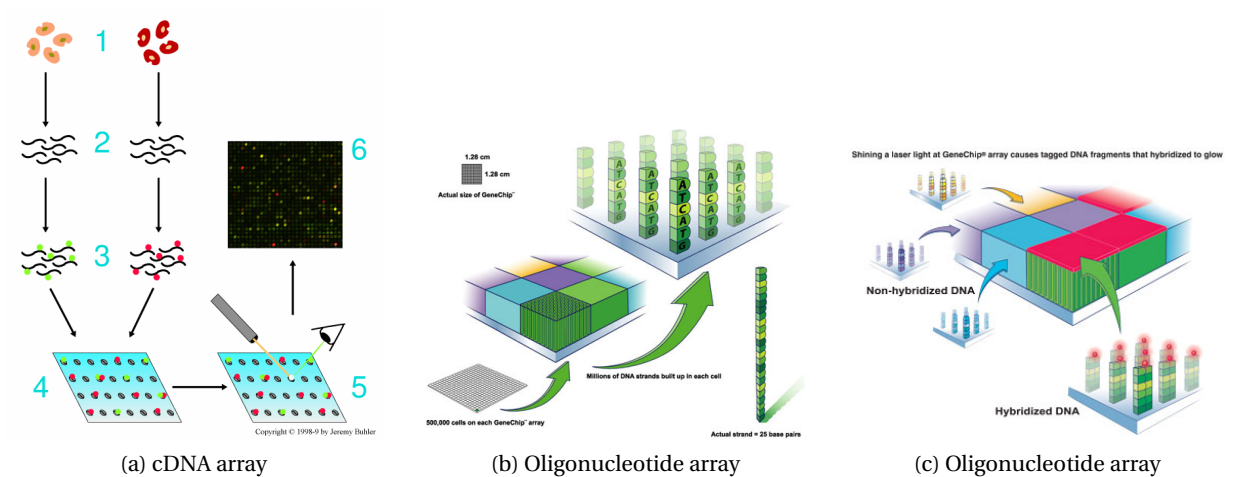 1
2
3
4
5
6
Copyright © 1998-9 by Jeremy Buhler
(a) cDNA array
1.28 cm
1.28 cm
Actual size of GeneChip™
A
T
C
A
T
G
500,000 cells on each GeneChip™ array
Millions of DNA strands built up in each cell
Actual strand = 25 base pairs
(b) Oligonucleotide array
Shining a laser light at GeneChip® array causes tagged DNA fragments that hybridized to glow
Non-hybridized DNA
Hybridized DNA
(c) Oligonucleotide array